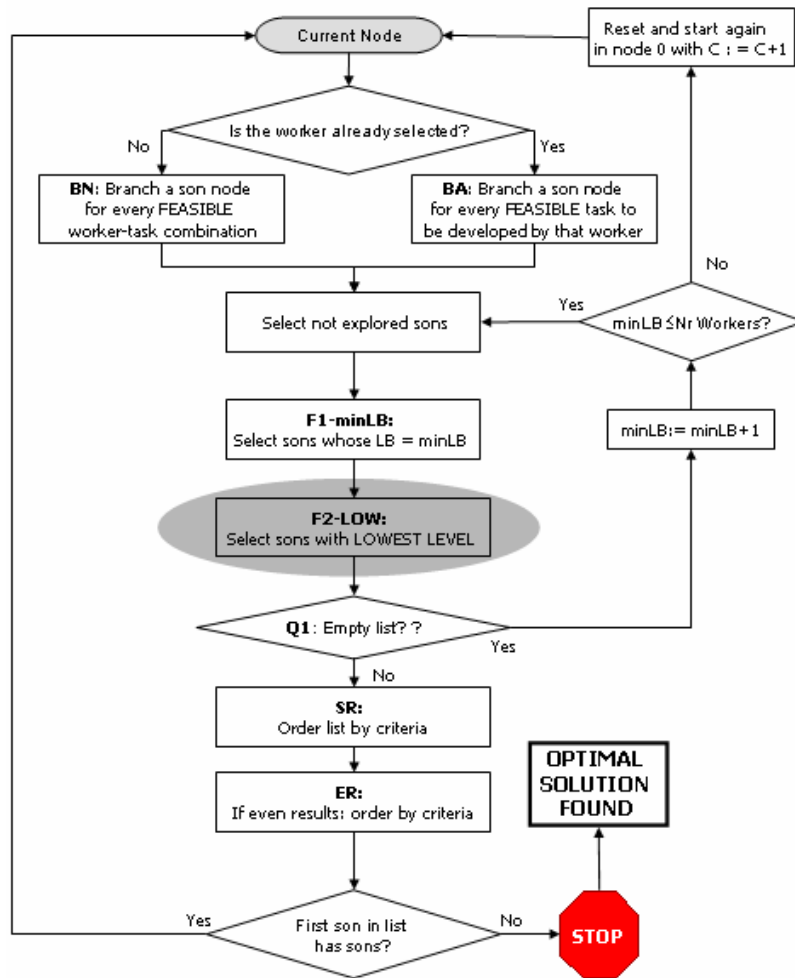 Current Node
Reset and start again
in node 0 with C : = C+1
Is the worker already selected?
No
Yes
BN: Branch a son node
for every FEASIBLE
worker-task combination
BA: Branch a son node
for every FEASIBLE task to
be developed by that worker
No
Select not explored sons
Yes
minLB ≤Nr Workers?
F1-minLB:
Select sons whose LB = minLB
minLB:= minLB+1
F2-LOW:
Select sons with LOWEST LEVEL
Q1: Empty list? ?
Yes
No
SR:
Order list by criteria
ER:
If even results: order by criteria
OPTIMAL
SOLUTION
FOUND
Yes
First son in list
has sons?
No
STOP